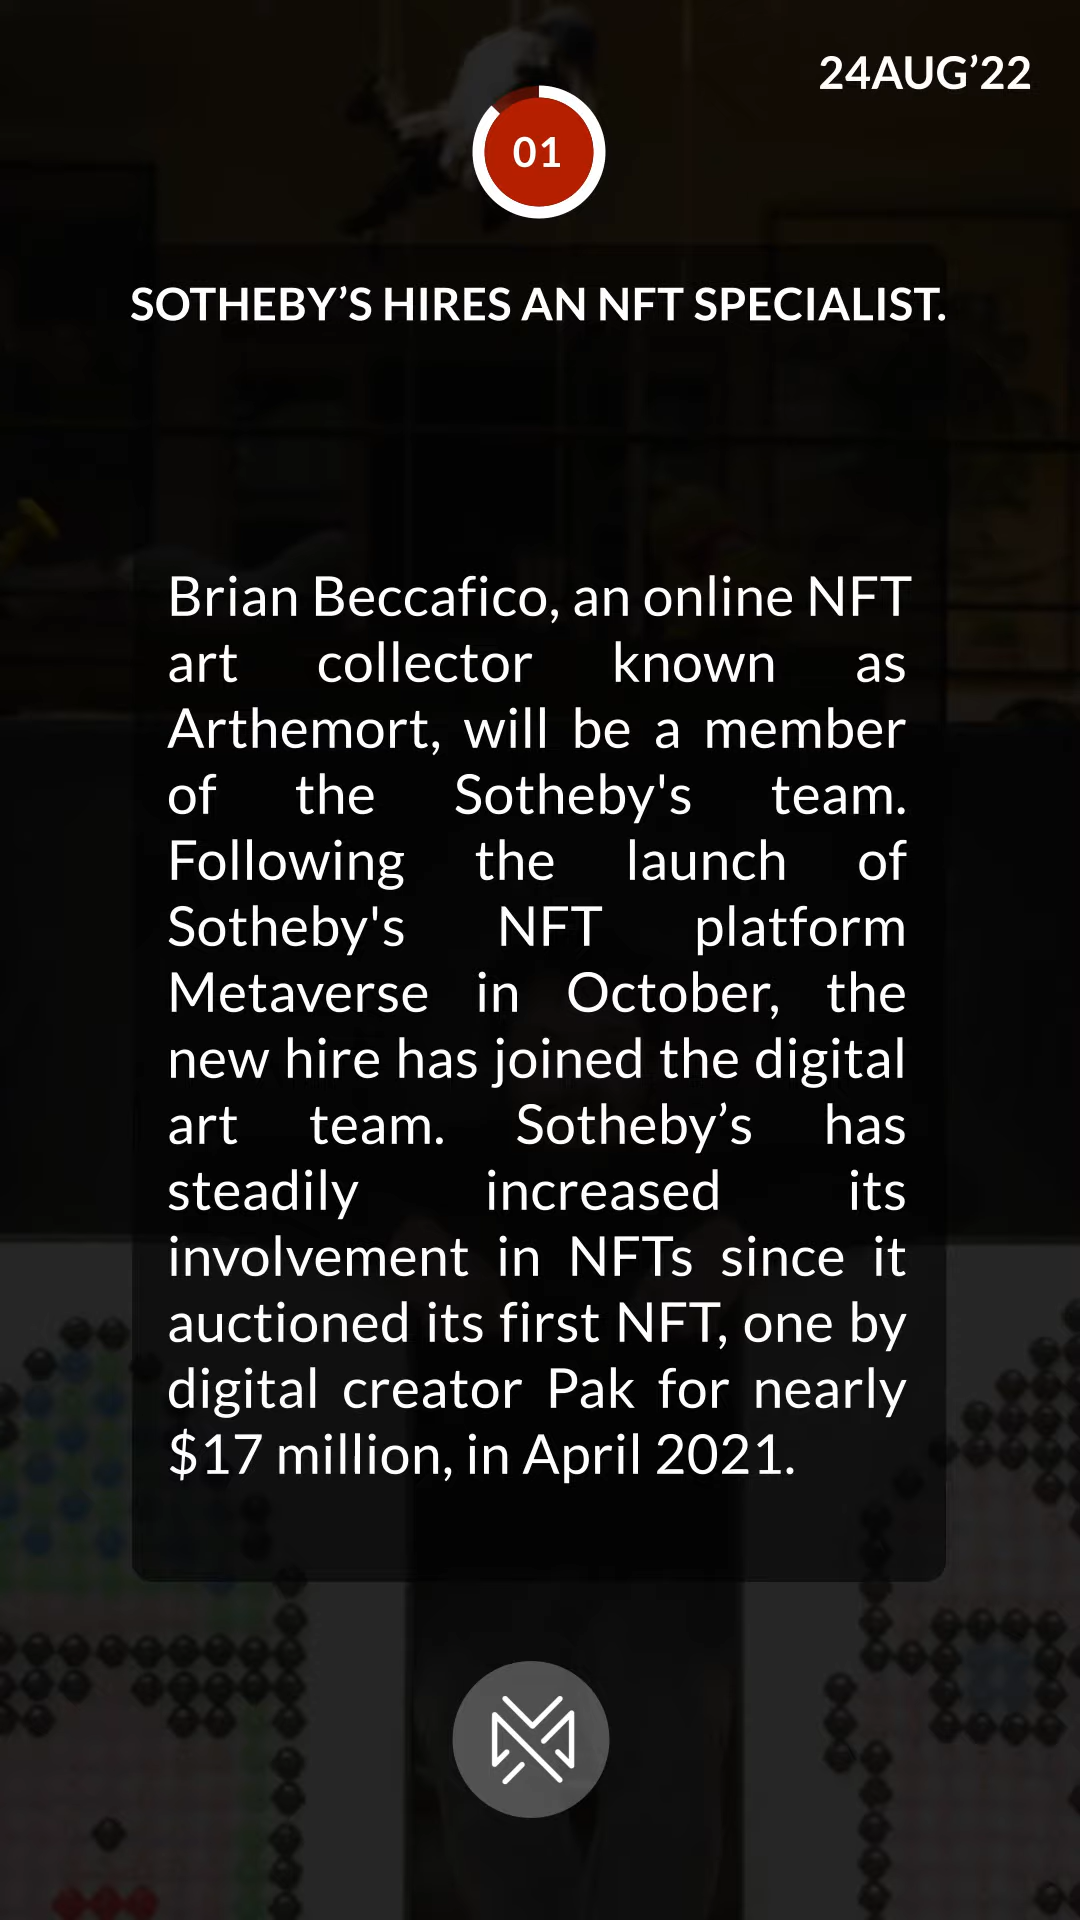 24AUG’22
01
SOTHEBY’S HIRES AN NFT SPECIALIST.
Brian Beccafico, an online NFT
art collector known as
Arthemort, will be a member
of the Sotheby's team.
Following the launch of
Sotheby's NFT platform
Metaverse in October, the
new hire has joined the digital
art team. Sotheby’s has
steadily increased its
involvement in NFTs since it
auctioned its first NFT, one by
digital creator Pak for nearly
$17 million, in April 2021.